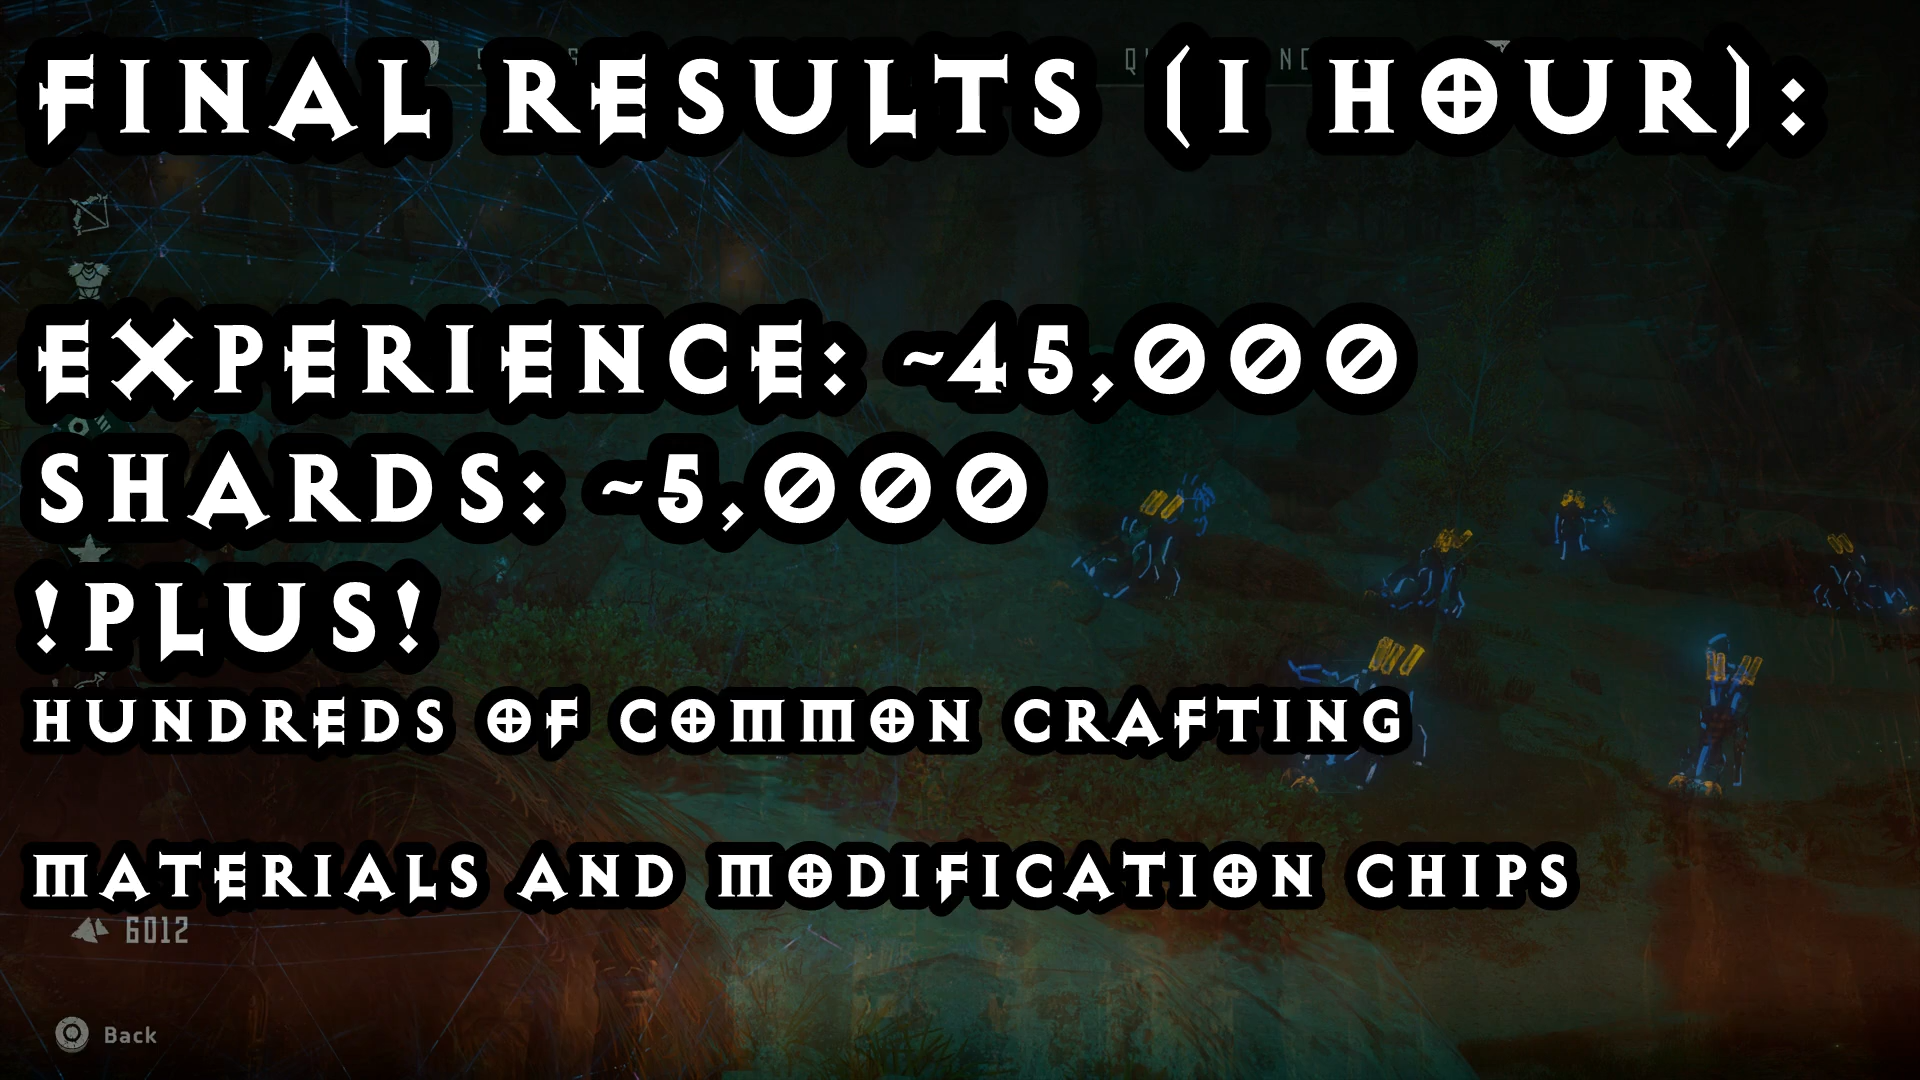 FINAL RESULTS (1 HOUR):
EXPERIENCE: ~45,000
SHARDS: ~5,000
!PLUS!
HUNDREDS OF COMMON CRAFTING
MATERIALS AND MODIFICATION CHIPS
6012
Back